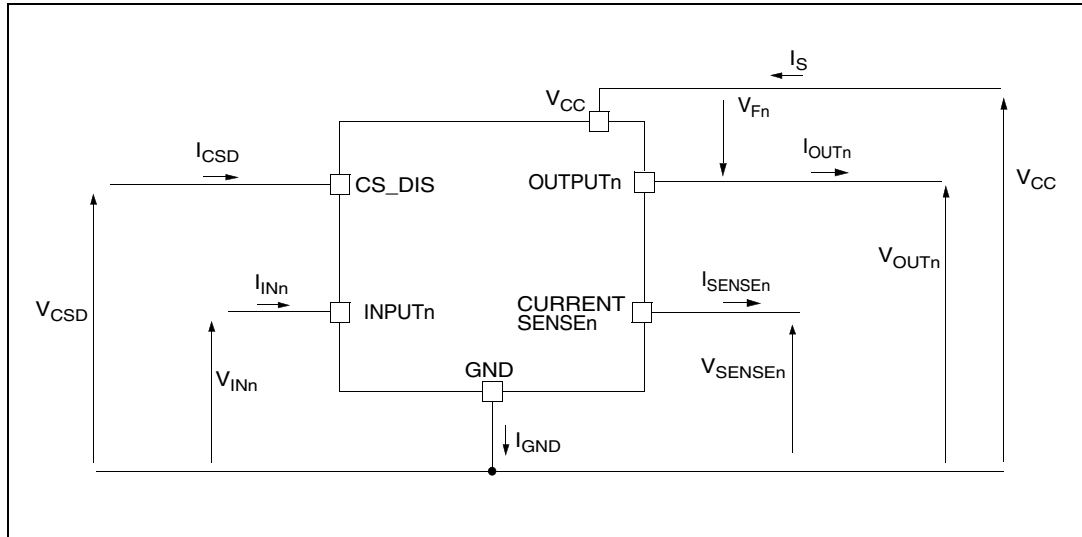 I_S
V_CC
V_Fn
I_CSD
I_OUTn
CS_DIS
OUTPUTn
V_CC
V_OUTn
I_INn
I_SENSEn
V_CSD
INPUTn
CURRENT
SENSEn
V_INn
GND
V_SENSEn
I_GND